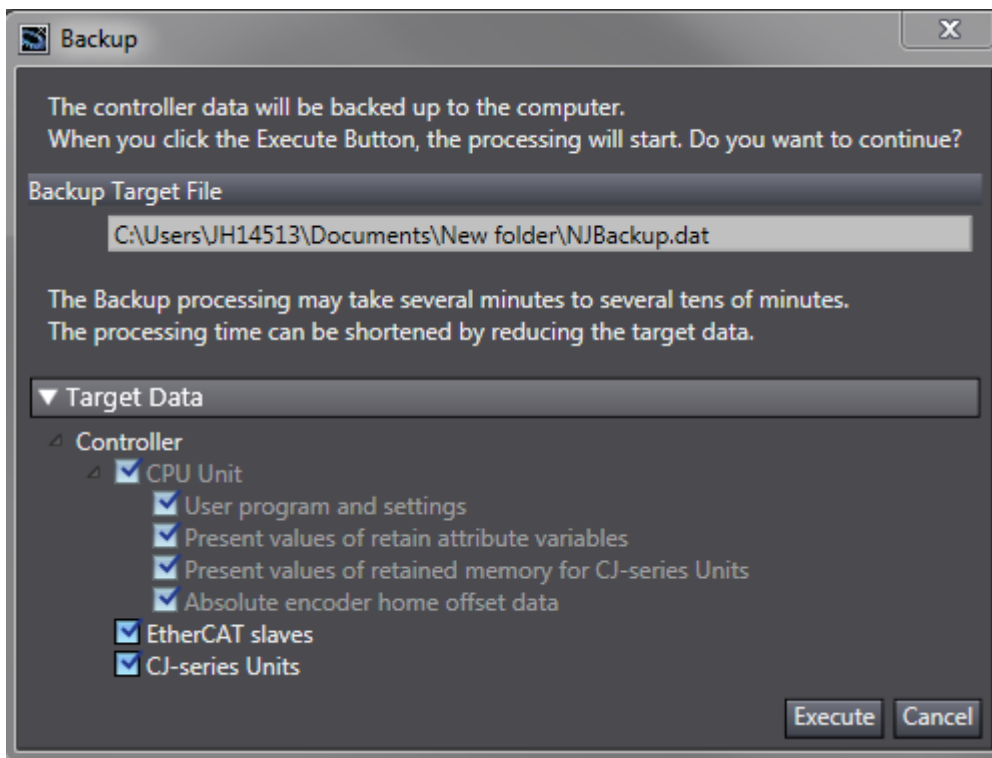 Backup
The controller data will be backed up to the computer.
When you click the Execute Button, the processing will start. Do you want to continue?
Backup Target File
C:\Users\JH14513\Documents\New folder\NJBackup.dat
The Backup processing may take several minutes to several tens of minutes.
The processing time can be shortened by reducing the target data.
Target Data
Controller
CPU Unit
User program and settings
Present values of retain attribute variables
Present values of retained memory for CJ-series Units
Absolute encoder home offset data
EtherCAT slaves
CJ-series Units
Execute Cancel